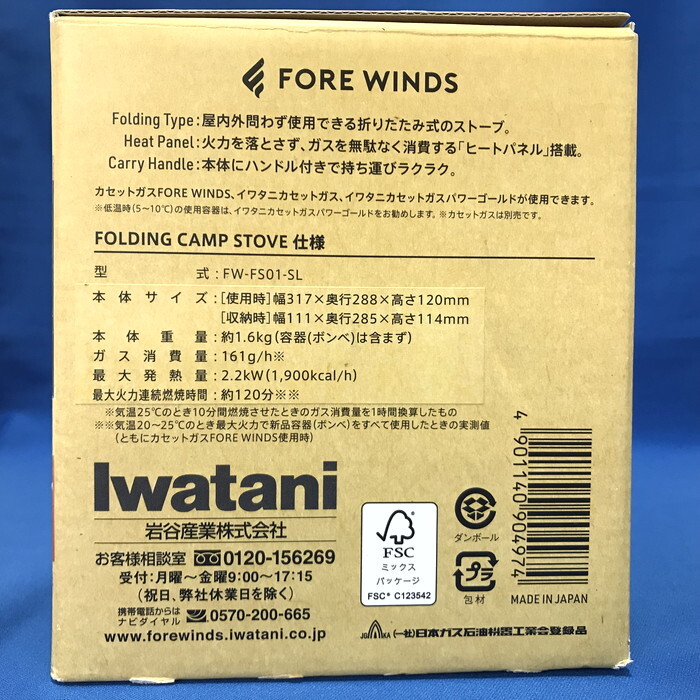 FORE WINDS
Folding Type:屋内外問わず使用できる折りたたみ式のストーブ。
Heat Panel:火力を落とさず、ガスを無駄なく消費する「ヒートパネル」搭載。
Carry Handle:本体にハンドル付きで持ち運びラクラク。
カセットガスFORE WINDS、イワタニカセットガス、イワタニカセットガスパワーゴールドが使用できます。
※低温時(5~10℃)の使用容器は、イワタニカセットガスパワーゴールドをお勧めします。※カセットガスは別売です。
FOLDING CAMP STOVE 仕様
型式:FW-FS01-SL
本体サイズ:[使用時]幅317×奥行288×高さ120mm
[収納時]幅111×奥行285×高さ114mm
本体重量:約1.6kg(容器(ボンベ)は含まず)
ガス消費量:161g/h※
最大発熱量:2.2kW(1,900kcal/h)
最大火力連続燃焼時間:約120分※※
※気温25℃のとき10分間燃焼させたときのガス消費量を1時間換算したもの
※※気温20~25℃のとき最大火力で新品容器(ボンベ)をすべて使用したときの実測値
(ともにカセットガスFORE WINDS使用時)
Iwatani
岩谷産業株式会社
お客様相談室 0120-156269
受付:月曜~金曜9:00~17:15
(祝日、弊社休業日を除く)
携帯電話からは
ナビダイヤル 0570-200-665
www.forewinds.iwatani.co.jp
FSC
ミックス
パッケージ
FSC® C123542
ダンボール
プラ
包材
4 901140 904974
MADE IN JAPAN
JGKA (一社)日本ガス石油機器工業会登録品